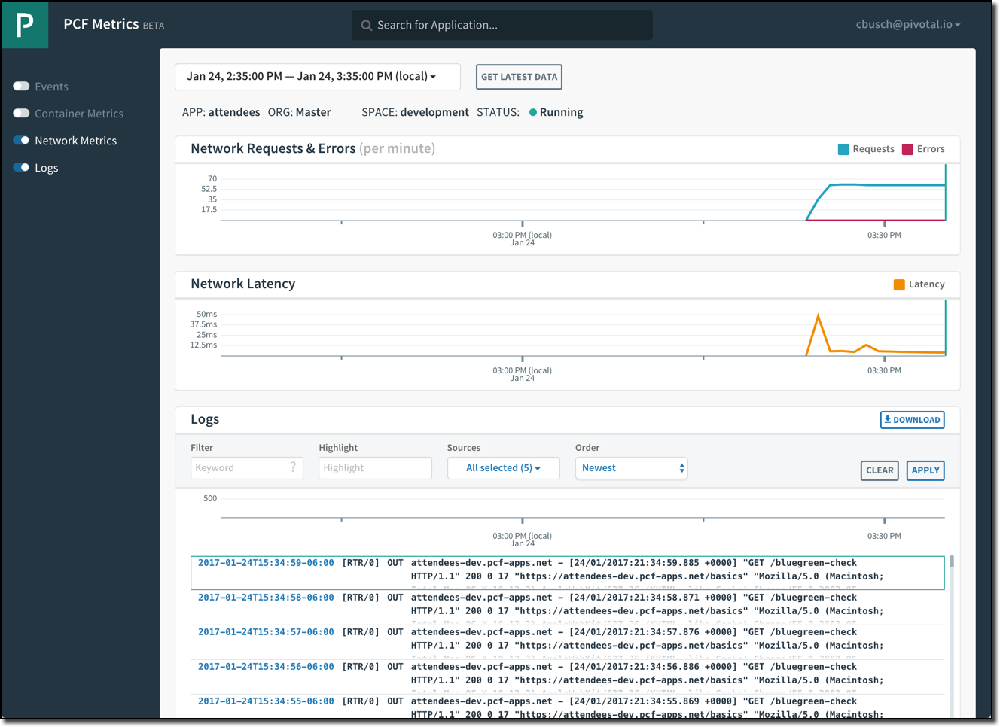 P
PCF Metrics BETA
Search for Application...
cbusch@pivotal.io
Events
Container Metrics
Network Metrics
Logs
Jan 24, 2:35:00 PM — Jan 24, 3:35:00 PM (local)
GET LATEST DATA
APP: attendees ORG: Master SPACE: development STATUS: Running
Network Requests & Errors (per minute)
Requests Errors
70
52.5
35
17.5
03:00 PM (local)
Jan 24
03:30 PM
Network Latency
Latency
50ms
37.5ms
25ms
12.5ms
03:00 PM (local)
Jan 24
03:30 PM
Logs
DOWNLOAD
Filter Highlight Sources Order
Keyword ? Highlight All selected (5) Newest
CLEAR APPLY
500
03:00 PM (local)
Jan 24
03:30 PM
2017-01-24T15:34:59-06:00 [RTR/0] OUT attendees-dev.pcf-apps.net - [24/01/2017:21:34:59.885 +0000] "GET /bluegreen-check
HTTP/1.1" 200 0 17 "https://attendees-dev.pcf-apps.net/basics" "Mozilla/5.0 (Macintosh;
2017-01-24T15:34:58-06:00 [RTR/0] OUT attendees-dev.pcf-apps.net - [24/01/2017:21:34:58.871 +0000] "GET /bluegreen-check
HTTP/1.1" 200 0 17 "https://attendees-dev.pcf-apps.net/basics" "Mozilla/5.0 (Macintosh;
2017-01-24T15:34:57-06:00 [RTR/0] OUT attendees-dev.pcf-apps.net - [24/01/2017:21:34:57.876 +0000] "GET /bluegreen-check
HTTP/1.1" 200 0 17 "https://attendees-dev.pcf-apps.net/basics" "Mozilla/5.0 (Macintosh;
2017-01-24T15:34:56-06:00 [RTR/0] OUT attendees-dev.pcf-apps.net - [24/01/2017:21:34:56.886 +0000] "GET /bluegreen-check
HTTP/1.1" 200 0 17 "https://attendees-dev.pcf-apps.net/basics" "Mozilla/5.0 (Macintosh;
2017-01-24T15:34:55-06:00 [RTR/0] OUT attendees-dev.pcf-apps.net - [24/01/2017:21:34:55.869 +0000] "GET /bluegreen-check
HTTP/1.1" 200 0 17 "https://attendees-dev.pcf-apps.net/basics" "Mozilla/5.0 (Macintosh;